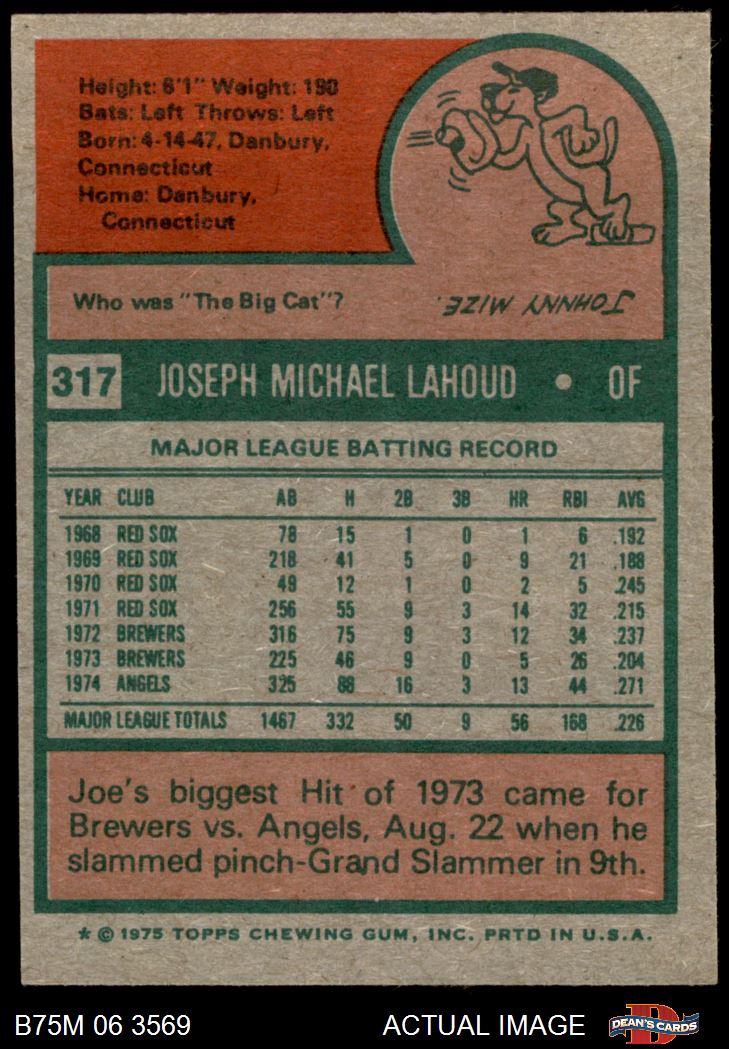 Height: 6'1" Weight: 190
Bats: Left Throws: Left
Born: 4-14-47, Danbury,
Connecticut
Home: Danbury,
Connecticut
Who was "The Big Cat"?
JOHNNY MIZE.
317 JOSEPH MICHAEL LAHOUD • OF
MAJOR LEAGUE BATTING RECORD
YEAR CLUB AB H 2B 3B HR RBI AVG
1968 RED SOX 78 15 1 0 1 6 .192
1969 RED SOX 218 41 5 0 9 21 .188
1970 RED SOX 49 12 1 0 2 5 .245
1971 RED SOX 256 55 9 3 14 32 .215
1972 BREWERS 316 75 9 3 12 34 .237
1973 BREWERS 225 46 9 0 5 26 .204
1974 ANGELS 325 88 16 3 13 44 .271
MAJOR LEAGUE TOTALS 1467 332 50 9 56 168 .226
Joe's biggest Hit of 1973 came for
Brewers vs. Angels, Aug. 22 when he
slammed pinch-Grand Slammer in 9th.
* © 1975 TOPPS CHEWING GUM, INC. PRTD IN U.S.A.
B75M 06 3569 ACTUAL IMAGE DEAN'S CARDS